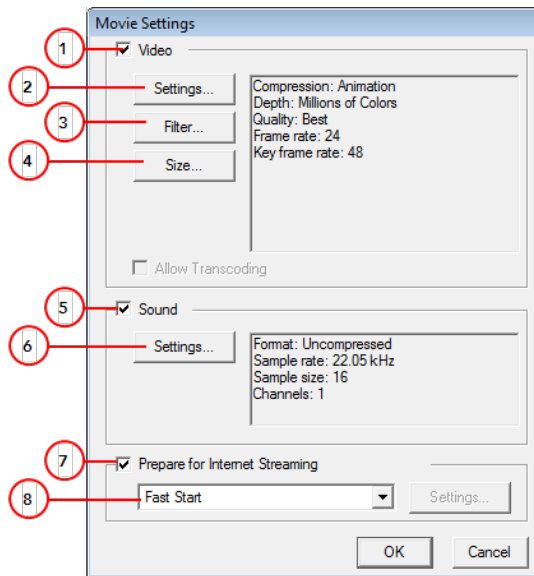 Movie Settings
1
Video
2
Settings...
Compression: Animation
Depth: Millions of Colors
Quality: Best
Frame rate: 24
Key frame rate: 48
3
Filter...
4
Size...
Allow Transcoding
5
Sound
6
Settings...
Format: Uncompressed
Sample rate: 22.05 kHz
Sample size: 16
Channels: 1
7
Prepare for Internet Streaming
8
Fast Start
Settings...
OK
Cancel